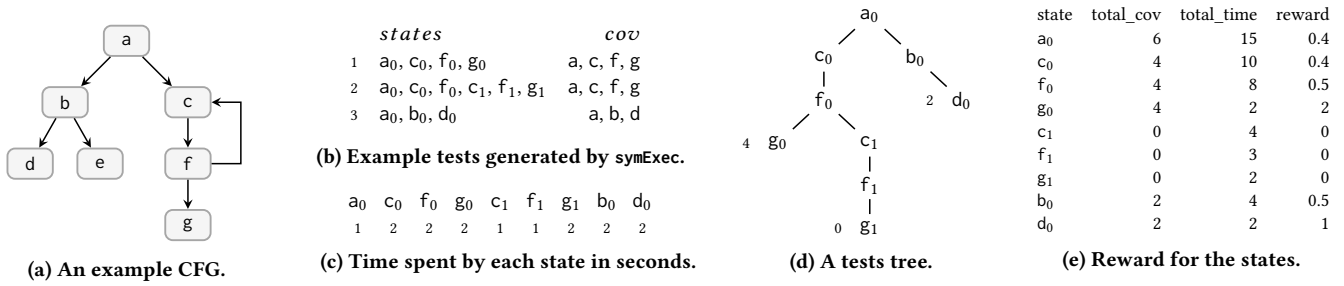 a
b
c
d
e
f
g
(a) An example CFG.
states cov
1 a0, c0, f0, g0 a, c, f, g
2 a0, c0, f0, c1, f1, g1 a, c, f, g
3 a0, b0, d0 a, b, d
(b) Example tests generated by symExec.
a0 c0 f0 g0 c1 f1 g1 b0 d0
1 2 2 2 1 1 2 2 2
(c) Time spent by each state in seconds.
a0
c0 b0
f0 2 d0
4 g0 c1
f1
0 g1
(d) A tests tree.
state total_cov total_time reward
a0 6 15 0.4
c0 4 10 0.4
f0 4 8 0.5
g0 4 2 2
c1 0 4 0
f1 0 3 0
g1 0 2 0
b0 2 4 0.5
d0 2 2 1
(e) Reward for the states.